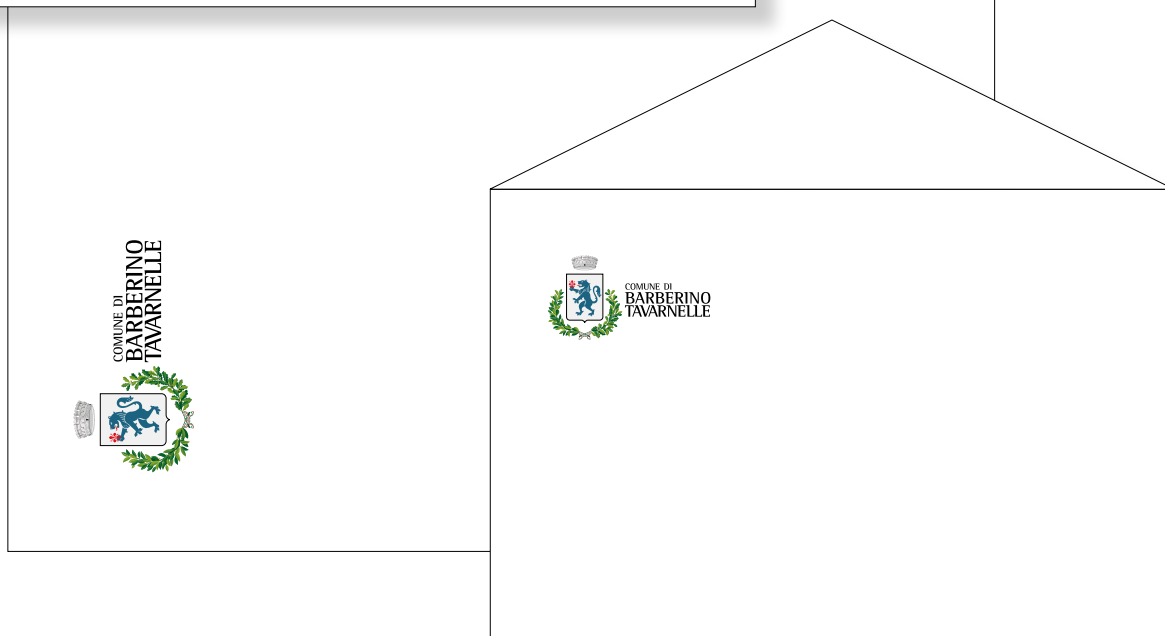 COMUNE DI
BARBERINO
TAVARNELLE
COMUNE DI
BARBERINO
TAVARNELLE